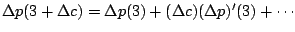 Δp(3 + Δc) = Δp(3) + (Δc)(Δp)′(3) + ⋯